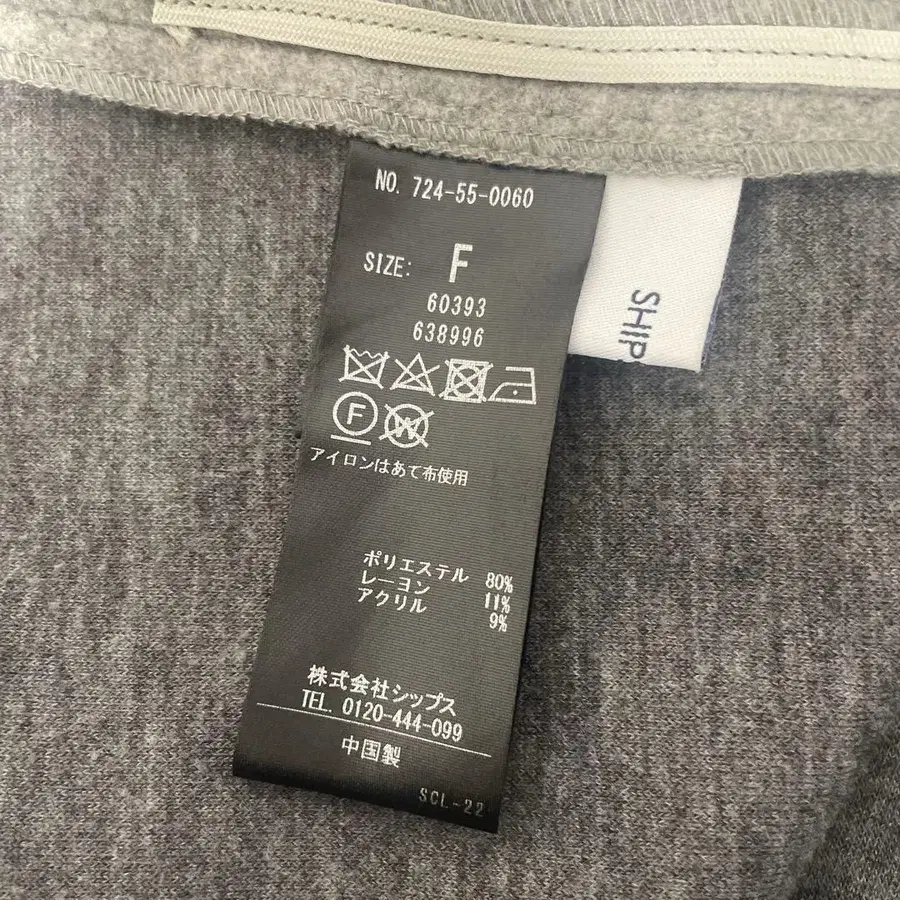 NO. 724-55-0060
SIZE: F
60393
638996
F W
アイロンはあて布使用
ポリエステル 80%
レーヨン 11%
アクリル 9%
株式会社シップス
TEL. 0120-444-099
中国製
SCL-22
SHIP